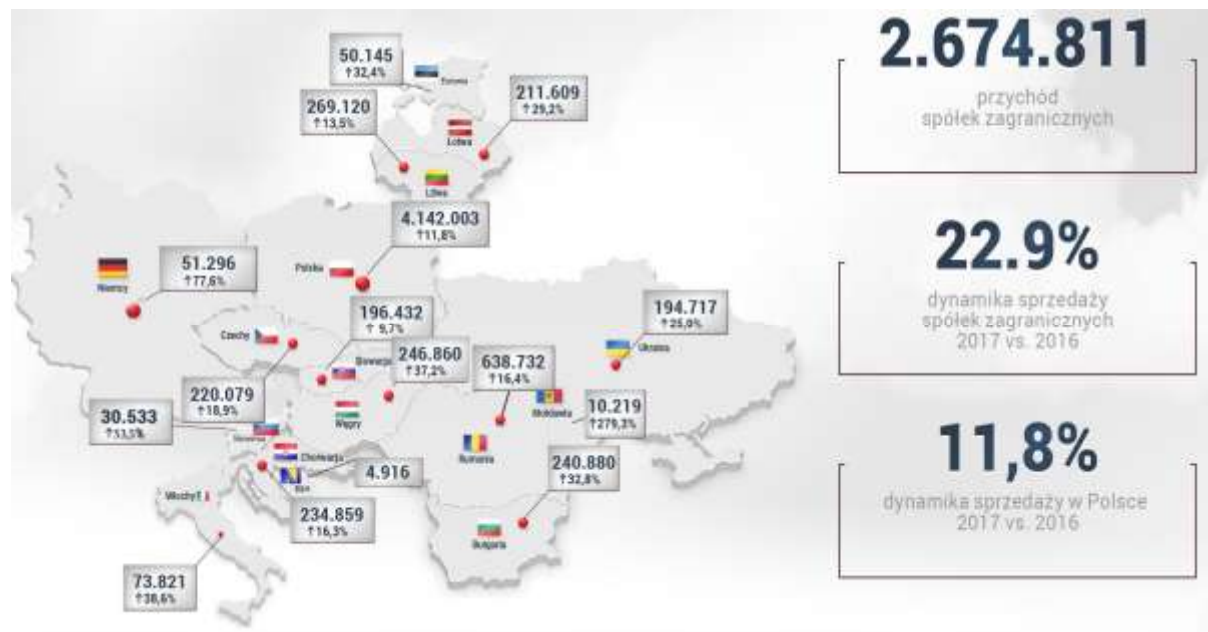 50.145
↑32,4%
Estonia
269.120
↑13,5%
211.609
↑29,2%
Łotwa
Litwa
4.142.003
↑11,8%
Polska
51.296
↑77,6%
Niemcy
196.432
↑ 9,7%
Czechy
Słowacja
246.860
↑37,2%
638.732
↑16,4%
194.717
↑25,0%
Ukraina
220.079
↑18,9%
30.533
↑53,5%
Węgry
Mołdawia
10.219
↑279,3%
Słowenia
Chorwacja
4.916
Rumunia
240.880
↑32,8%
Włochy
234.859
↑16,3%
Bułgaria
73.821
↑38,6%
2.674.811
przychód
spółek zagranicznych
22.9%
dynamika sprzedaży
spółek zagranicznych
2017 vs. 2016
11,8%
dynamika sprzedaży w Polsce
2017 vs. 2016